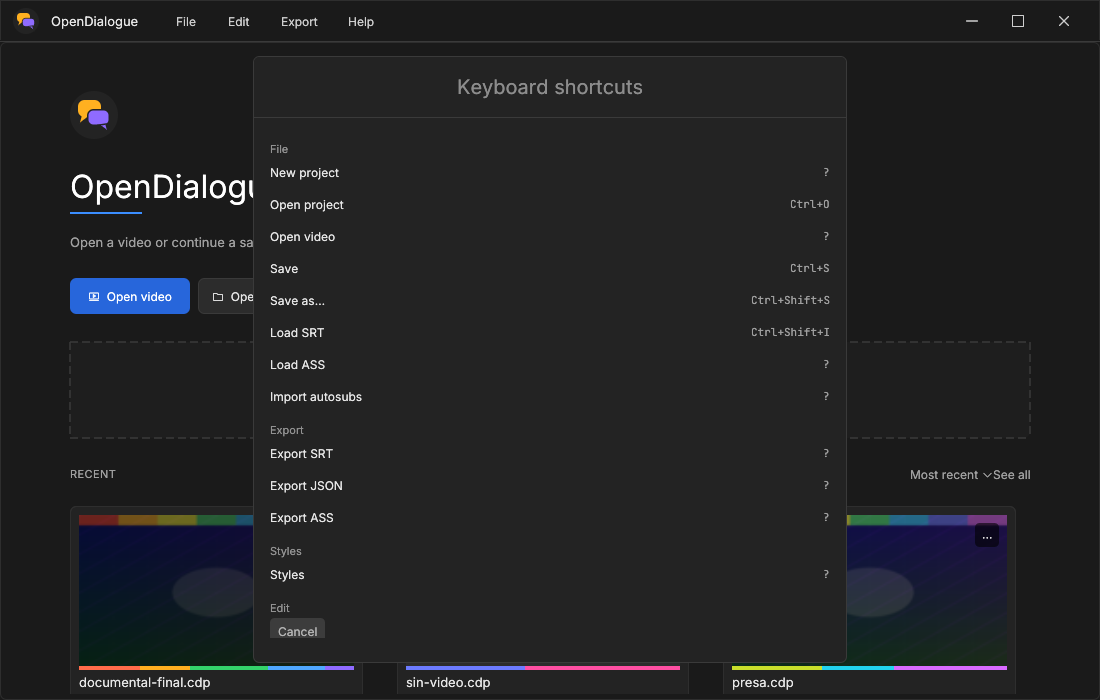 OpenDialogue File Edit Export Help
Keyboard shortcuts
OpenDialogu
Open a video or continue a sa
Open video Ope
File
New project ?
Open project Ctrl+O
Open video ?
Save Ctrl+S
Save as... Ctrl+Shift+S
Load SRT Ctrl+Shift+I
Load ASS ?
Import autosubs ?
Export
Export SRT ?
Export JSON ?
Export ASS ?
Styles
Styles ?
Edit
Cancel
RECENT
Most recent See all
...
documental-final.cdp
sin-video.cdp
presa.cdp